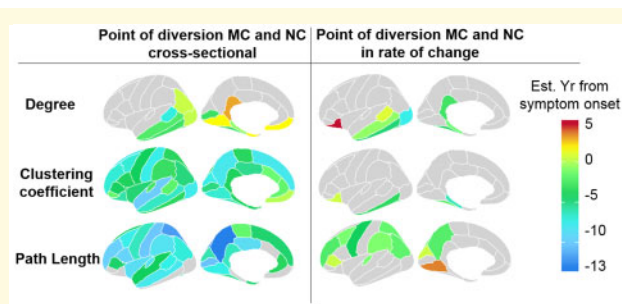 Point of diversion MC and NC
cross-sectional
Point of diversion MC and NC
in rate of change
Est. Yr from
symptom onset
Degree
Clustering
coefficient
Path Length
5
0
-5
-10
-13